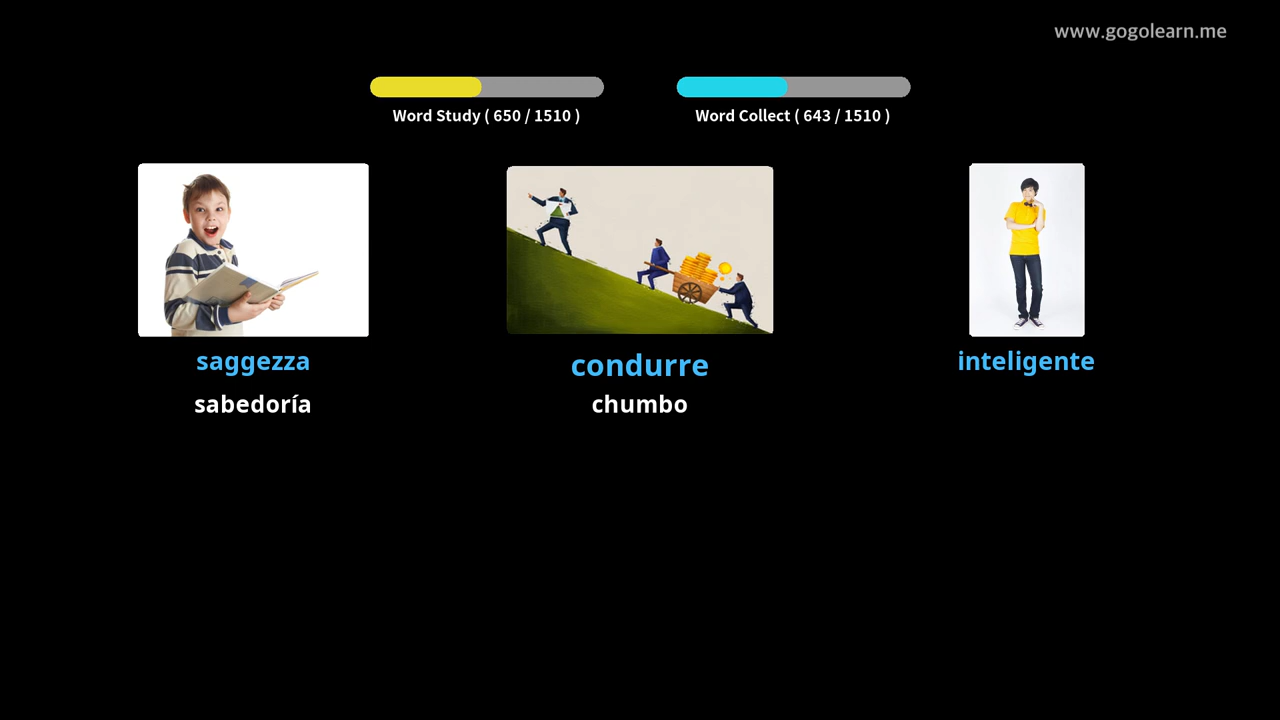 www.gogolearn.me
Word Study ( 650 / 1510 )
Word Collect ( 643 / 1510 )
saggezza
condurre
inteligente
sabedoría
chumbo